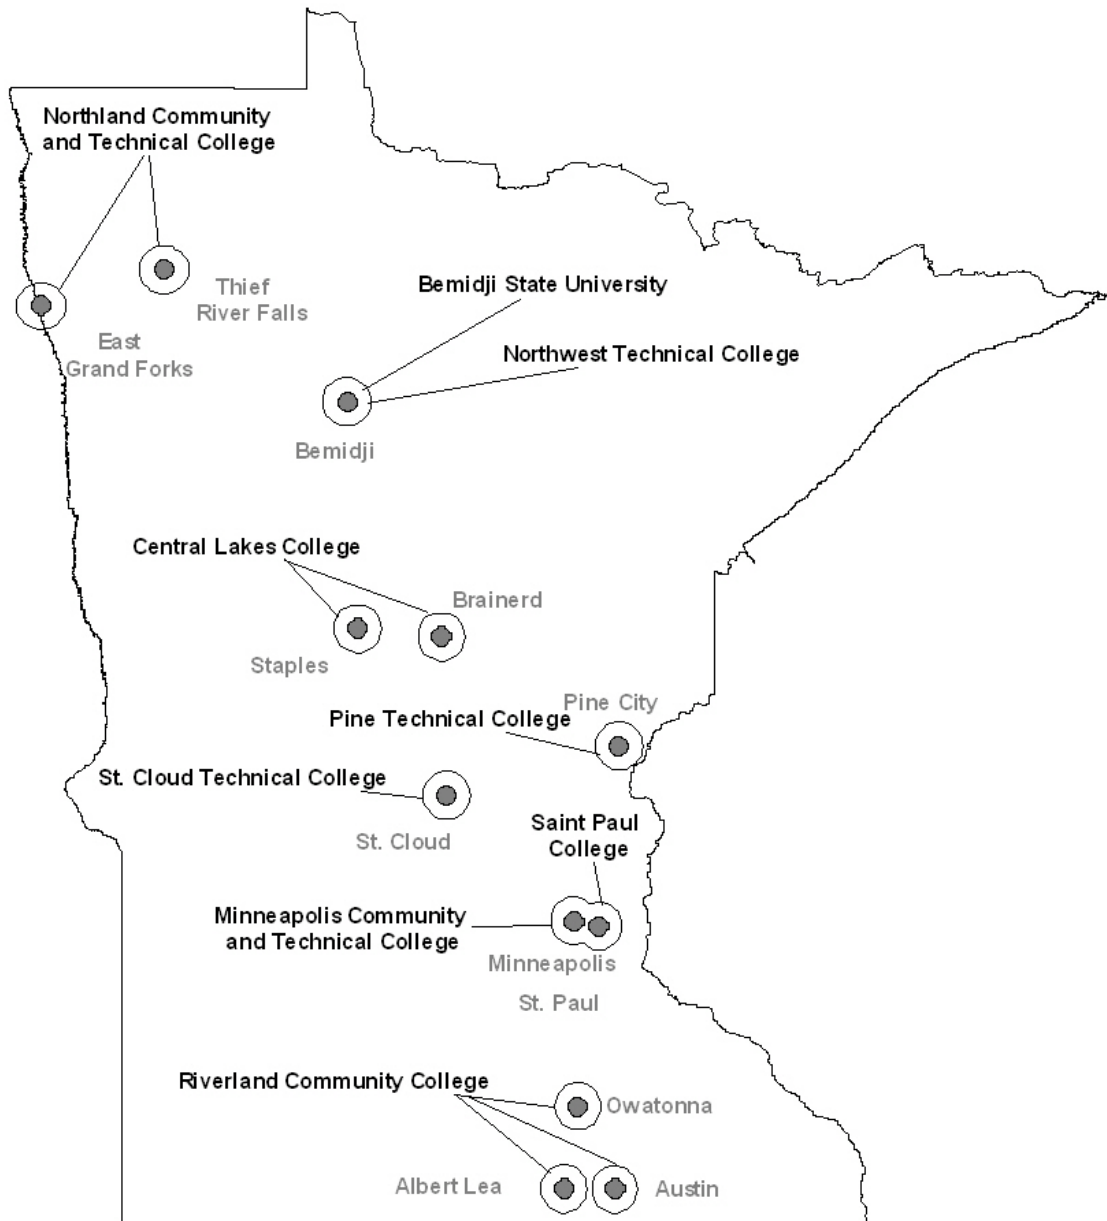 Northland Community
and Technical College
Thief
River Falls
East
Grand Forks
Bemidji State University
Northwest Technical College
Bemidji
Central Lakes College
Brainerd
Staples
Pine City
Pine Technical College
St. Cloud Technical College
St. Cloud
Saint Paul
College
Minneapolis Community
and Technical College
Minneapolis
St. Paul
Riverland Community College
Owatonna
Albert Lea
Austin